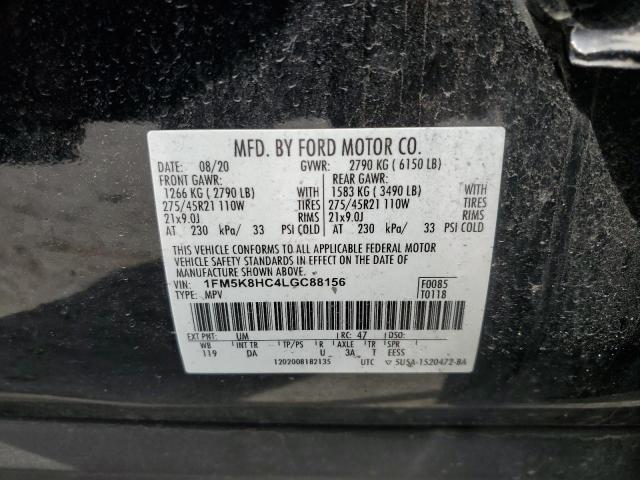 MFD. BY FORD MOTOR CO.
DATE: 08/20 GVWR: 2790 KG ( 6150 LB)
FRONT GAWR: REAR GAWR:
1266 KG ( 2790 LB) WITH 1583 KG ( 3490 LB) WITH
275/45R21 110W TIRES 275/45R21 110W TIRES
21x9.0J RIMS 21x9.0J RIMS
AT 230 kPa/ 33 PSI COLD AT 230 kPa/ 33 PSI COLD
THIS VEHICLE CONFORMS TO ALL APPLICABLE FEDERAL MOTOR
VEHICLE SAFETY STANDARDS IN EFFECT ON THE DATE OF
MANUFACTURE SHOWN ABOVE.
VIN: 1FM5K8HC4LGC88156 F0085
TYPE: MPV T0118
EXT PNT: UM RC: 47 DSO:
WB INT TR TP/PS R AXLE TR SPR
119 DA U 3A T EESS
1202008182135 UTC ▽ 5USA-1520472-BA